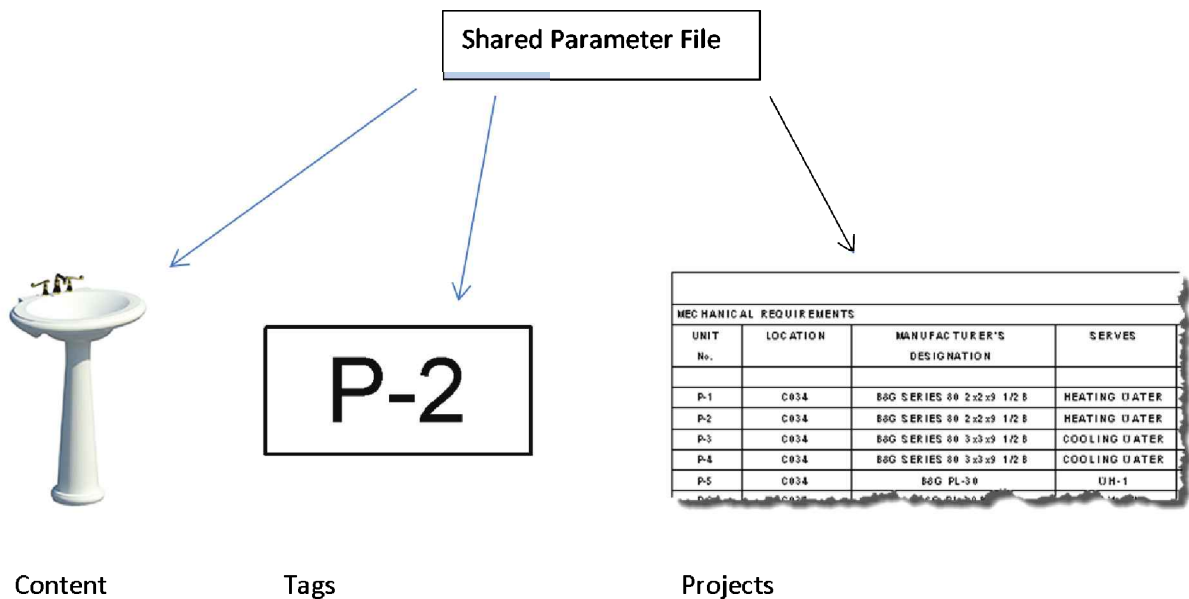 Shared Parameter File
P-2
MECHANICAL REQUIREMENTS
UNIT No. LOCATION MANUFACTURER'S DESIGNATION SERVES
P-1 C034 B&G SERIES 80 2x2x9 1/2 B HEATING WATER
P-2 C034 B&G SERIES 80 2x2x9 1/2 B HEATING WATER
P-3 C034 B&G SERIES 80 3x3x9 1/2 B COOLING WATER
P-4 C034 B&G SERIES 80 3x3x9 1/2 B COOLING WATER
P-5 C034 B&G PL-30 UH-1
Content Tags Projects